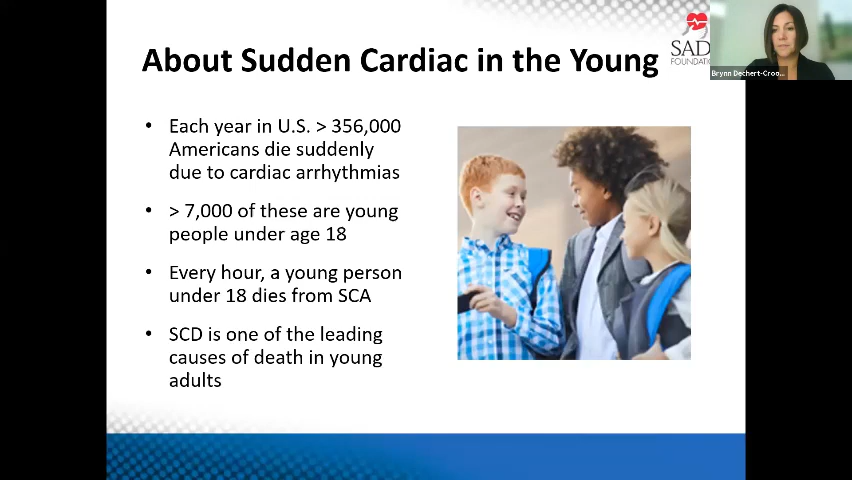 About Sudden Cardiac in the Young
SAD
FOUNDATIO
Brynn Dechert-Croo...
• Each year in U.S. > 356,000
Americans die suddenly
due to cardiac arrhythmias
• > 7,000 of these are young
people under age 18
• Every hour, a young person
under 18 dies from SCA
• SCD is one of the leading
causes of death in young
adults